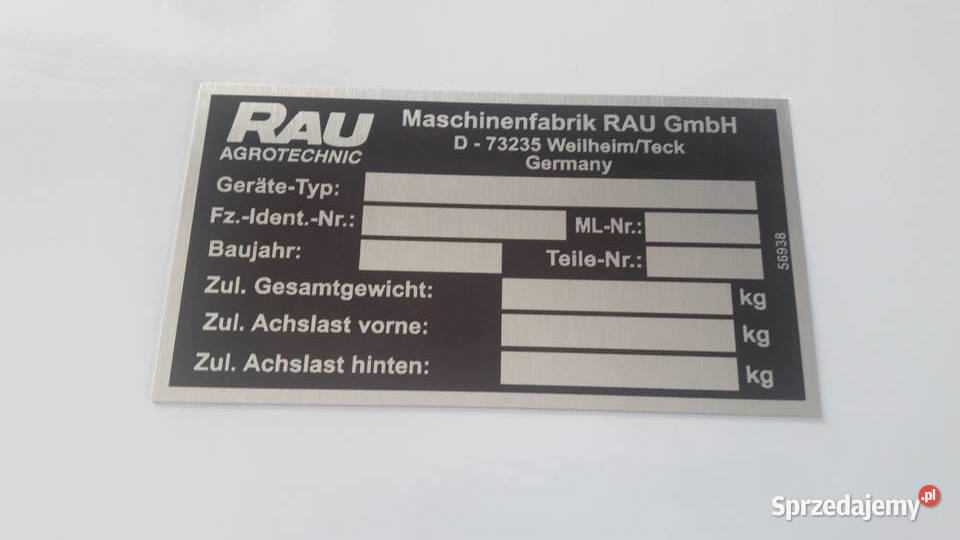 RAU
AGROTECHNIC
Maschinenfabrik RAU GmbH
D - 73235 Weilheim/Teck
Germany
Geräte-Typ:
Fz.-Ident.-Nr.: ML-Nr.:
Baujahr: Teile-Nr.:
56938
Zul. Gesamtgewicht: kg
Zul. Achslast vorne: kg
Zul. Achslast hinten: kg
Sprzedajemy.pl